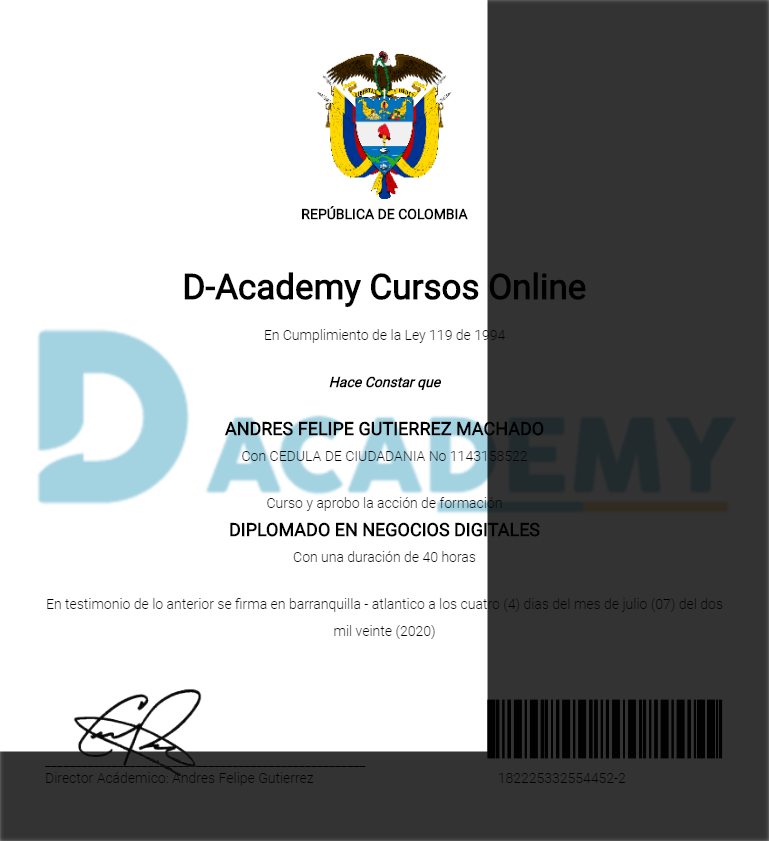 REPÚBLICA DE COLOMBIA
D-Academy Cursos Online
En Cumplimiento de la Ley 119 de 1994
Hace Constar que
ANDRES FELIPE GUTIERREZ MACHADO
Con CEDULA DE CIUDADANIA No 1143158522
D ACADEMY
Curso y aprobo la acción de formación
DIPLOMADO EN NEGOCIOS DIGITALES
Con una duración de 40 horas
En testimonio de lo anterior se firma en barranquilla - atlantico a los cuatro (4) dias del mes de julio (07) del dos
mil veinte (2020)
Director Acádemico: Andres Felipe Gutierrez
182225332554452-2